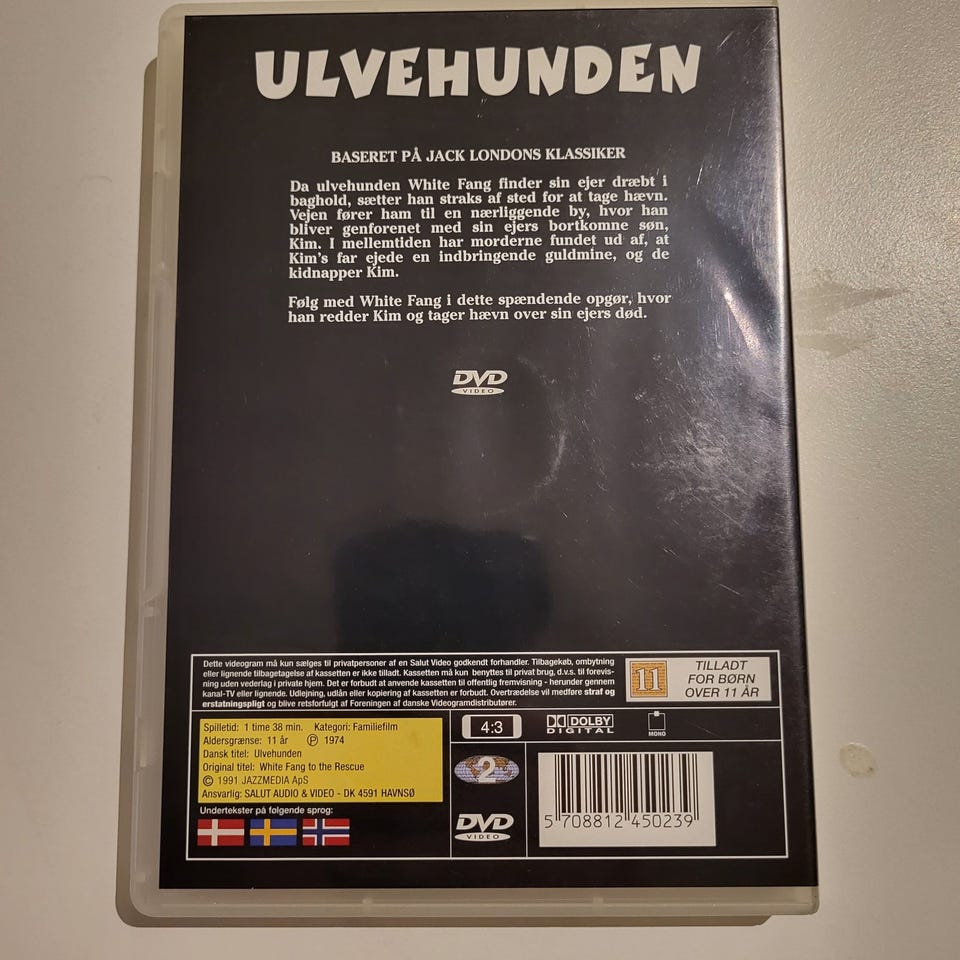 ULVEHUNDEN
BASERET PÅ JACK LONDONS KLASSIKER
Da ulvehunden White Fang finder sin ejer dræbt i
baghold, sætter han straks af sted for at tage hævn.
Vejen fører ham til en nærliggende by, hvor han
bliver genforenet med sin ejers bortkomne søn,
Kim. I mellemtiden har morderne fundet ud af, at
Kim's far ejede en indbringende guldmine, og de
kidnapper Kim.
Følg med White Fang i dette spændende opgør, hvor
han redder Kim og tager hævn over sin ejers død.
DVD
VIDEO
Dette videogram må kun sælges til privatpersoner af en Salut Video godkendt forhandler. Tilbagekøb, ombytning
eller lignende tilbagetagelse af kassetten er ikke tilladt. Kassetten må kun benyttes til privat brug, d.v.s. til forevis-
ning uden vederlag i private hjem. Det er forbudt at anvende kassetten til offentlig fremvisning - herunder gennem
kanal-TV eller lignende. Udlejning, udlån eller kopiering af kassetten er forbudt. Overtrædelse vil medføre straf og
erstatningspligt og blive retsforfulgt af Foreningen af danske Videogramdistributører.
11
TILLADT
FOR BØRN
OVER 11 ÅR
Spilletid: 1 time 38 min. Kategori: Familiefilm
Aldersgrænse: 11 år Ⓟ 1974
Dansk titel: Ulvehunden
Original titel: White Fang to the Rescue
© 1991 JAZZMEDIA ApS
Ansvarlig: SALUT AUDIO & VIDEO - DK 4591 HAVNSØ
Undertekster på følgende sprog:
4:3
DOLBY
DIGITAL
MONO
2
DVD
VIDEO
5 708812 450239